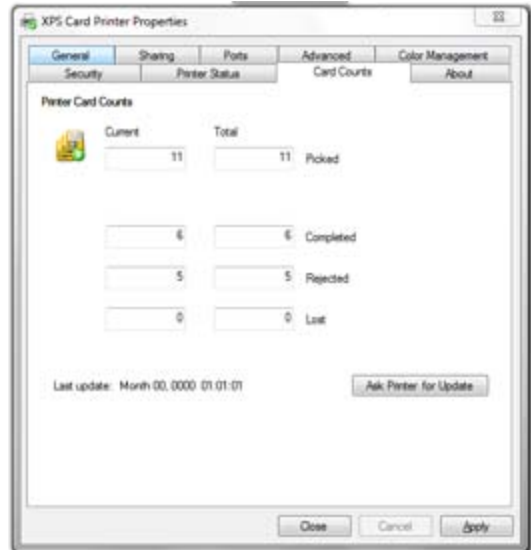 XPS Card Printer Properties
General Sharing Ports Advanced Color Management
Security Printer Status Card Counts About
Printer Card Counts
Current Total
11 11 Picked
6 6 Completed
5 5 Rejected
0 0 Lost
Last update: Month 00, 0000 01:01:01 Ask Printer for Update
Close Cancel Apply